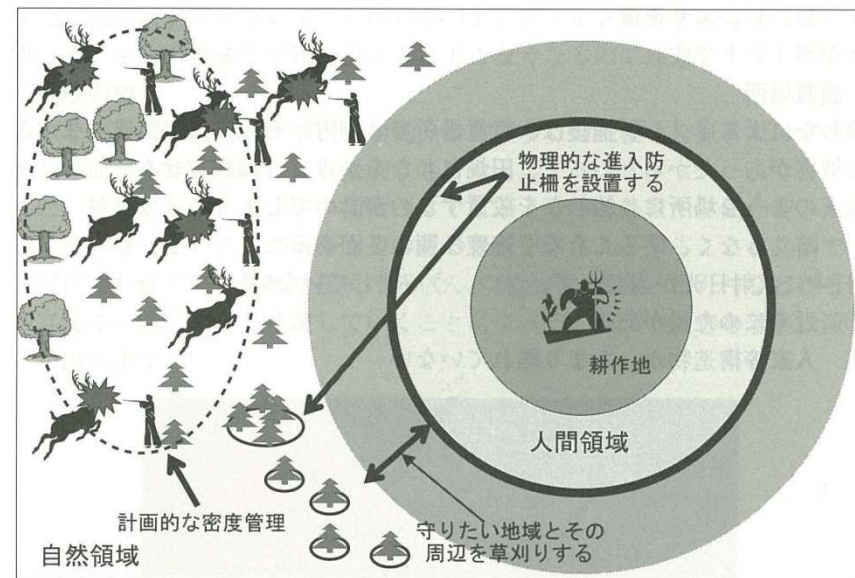 物理的な進入防
止柵を設置する
耕作地
人間領域
計画的な密度管理
守りたい地域とその
周辺を草刈りする
自然領域